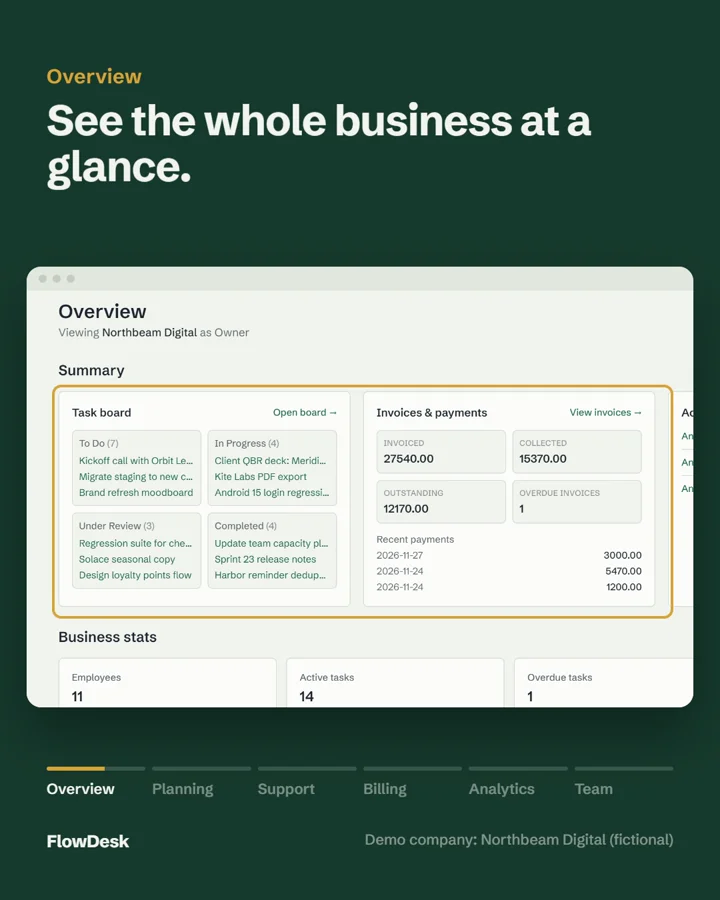 Overview
See the whole business at a
glance.
Overview
Viewing Northbeam Digital as Owner
Summary
Task board
Open board →
To Do (7)
Kickoff call with Orbit Le...
Migrate staging to new c...
Brand refresh moodboard
In Progress (4)
Client QBR deck: Meridi...
Kite Labs PDF export
Android 15 login regressi...
Under Review (3)
Regression suite for che...
Solace seasonal copy
Design loyalty points flow
Completed (4)
Update team capacity pl...
Sprint 23 release notes
Harbor reminder dedup...
Invoices & payments
View invoices →
INVOICED
27540.00
COLLECTED
15370.00
OUTSTANDING
12170.00
OVERDUE INVOICES
1
Recent payments
2026-11-27 3000.00
2026-11-24 5470.00
2026-11-24 1200.00
Ac
An
An
An
Business stats
Employees
11
Active tasks
14
Overdue tasks
1
Overview
Planning
Support
Billing
Analytics
Team
FlowDesk
Demo company: Northbeam Digital (fictional)